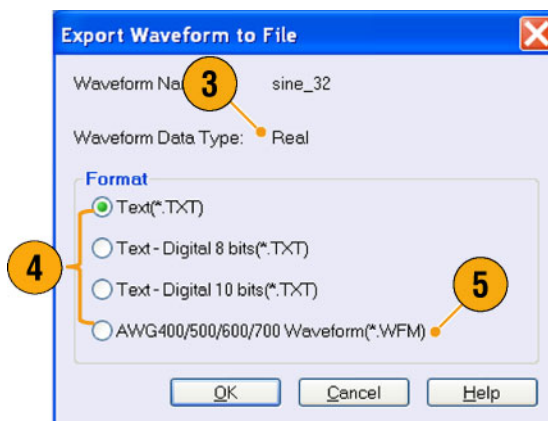 Export Waveform to File
Waveform Na 3 sine_32
Waveform Data Type: Real
Format
Text(*.TXT)
Text - Digital 8 bits(*.TXT)
4
Text - Digital 10 bits(*.TXT)
5
AWG400/500/600/700 Waveform(*.WFM)
OK Cancel Help